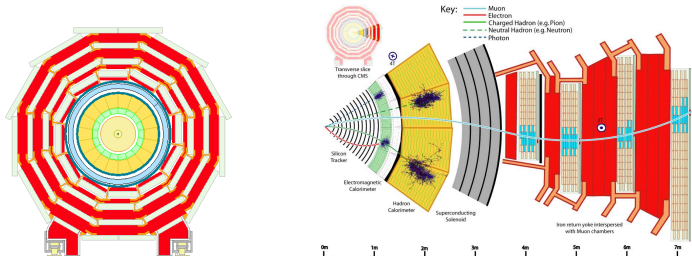 Key:
Muon
Electron
Charged Hadron (e.g. Pion)
Neutral Hadron (e.g. Neutron)
Photon
Transverse slice
through CMS
4T
2T
Silicon
Tracker
Electromagnetic
Calorimeter
Hadron
Calorimeter
Superconducting
Solenoid
Iron return yoke interspersed
with Muon chambers
0m 1m 2m 3m 4m 5m 6m 7m